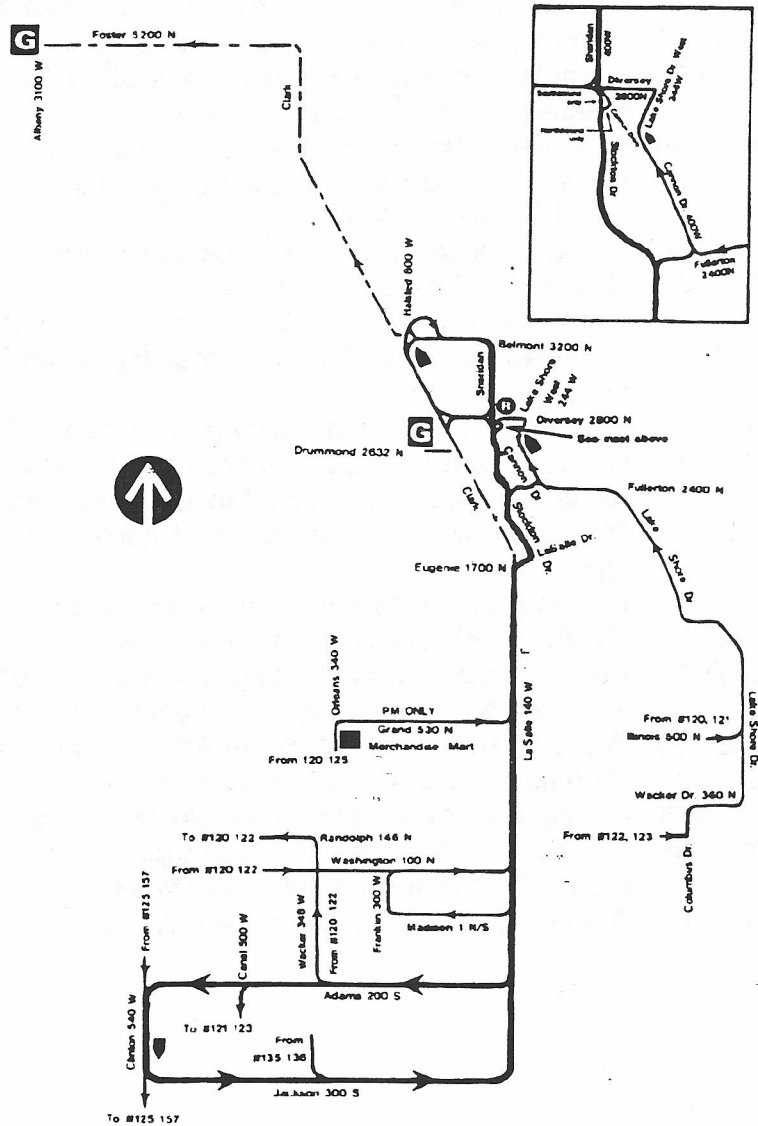 G
Foster 5200 N
Albany 3100 W
Clark
Sheridan
400W
Diversey
2800N
Lake Shore Dr West
244W
Southbound
only
Northbound
only
Cannon Drive
Stockton Dr
Cannon Dr 400W
Fullerton
2400N
Halsted 800 W
Belmont 3200 N
Sheridan
H
Lake Shore
West
244 W
Diversey 2800 N
See inset above
G
Drummond 2632 N
Cannon Dr
Clark
Stockton
Dr.
LaSalle Dr.
Fullerton 2400 N
Lake
Shore
Dr
Eugenie 1700 N
Orleans 340 W
PM ONLY
Grand 530 N
Merchandise Mart
From 120 125
La Salle 140 W
Lake Shore Dr.
From #120, 121
Illinois 500 N
Wacker Dr. 360 N
From #122, 123
Columbus Dr.
To #120 122
Randolph 146 N
From #120 122
Washington 100 N
Franklin 300 W
Madison 1 N/S
Wacker 348 W
From #120 122
From #125 157
Canal 500 W
Adams 200 S
To #121 123
Clinton 540 W
From
#135 136
Jackson 300 S
To #125 157